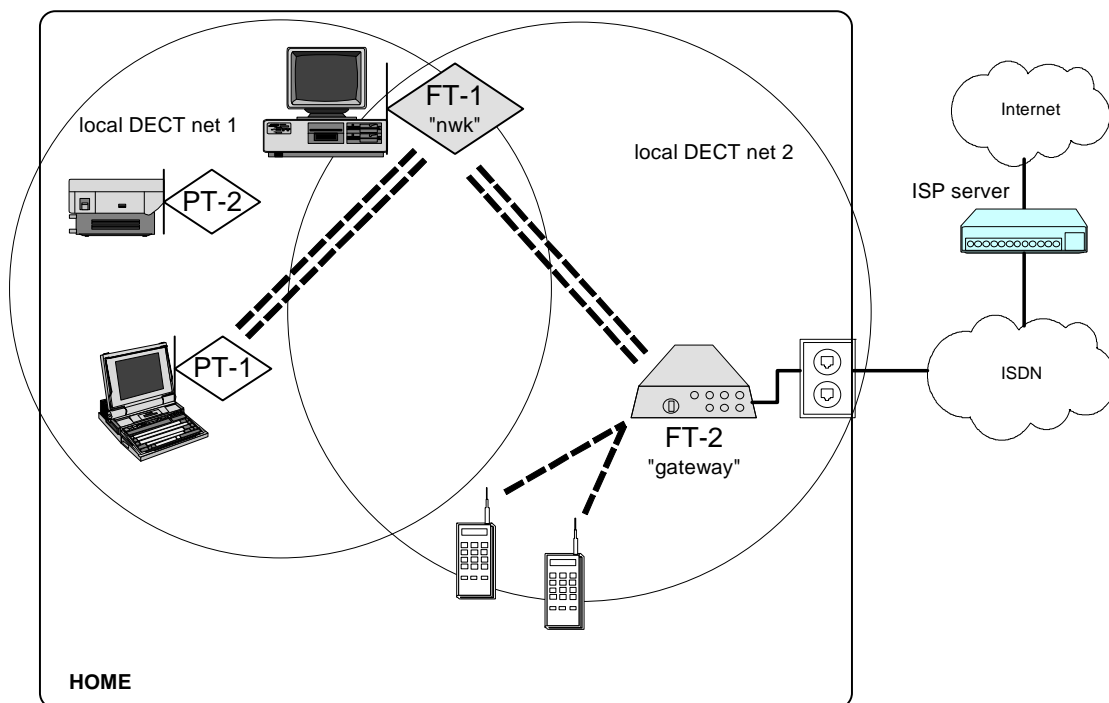 FT-1
"nwk"
local DECT net 1
local DECT net 2
Internet
PT-2
ISP server
PT-1
ISDN
FT-2
"gateway"
HOME